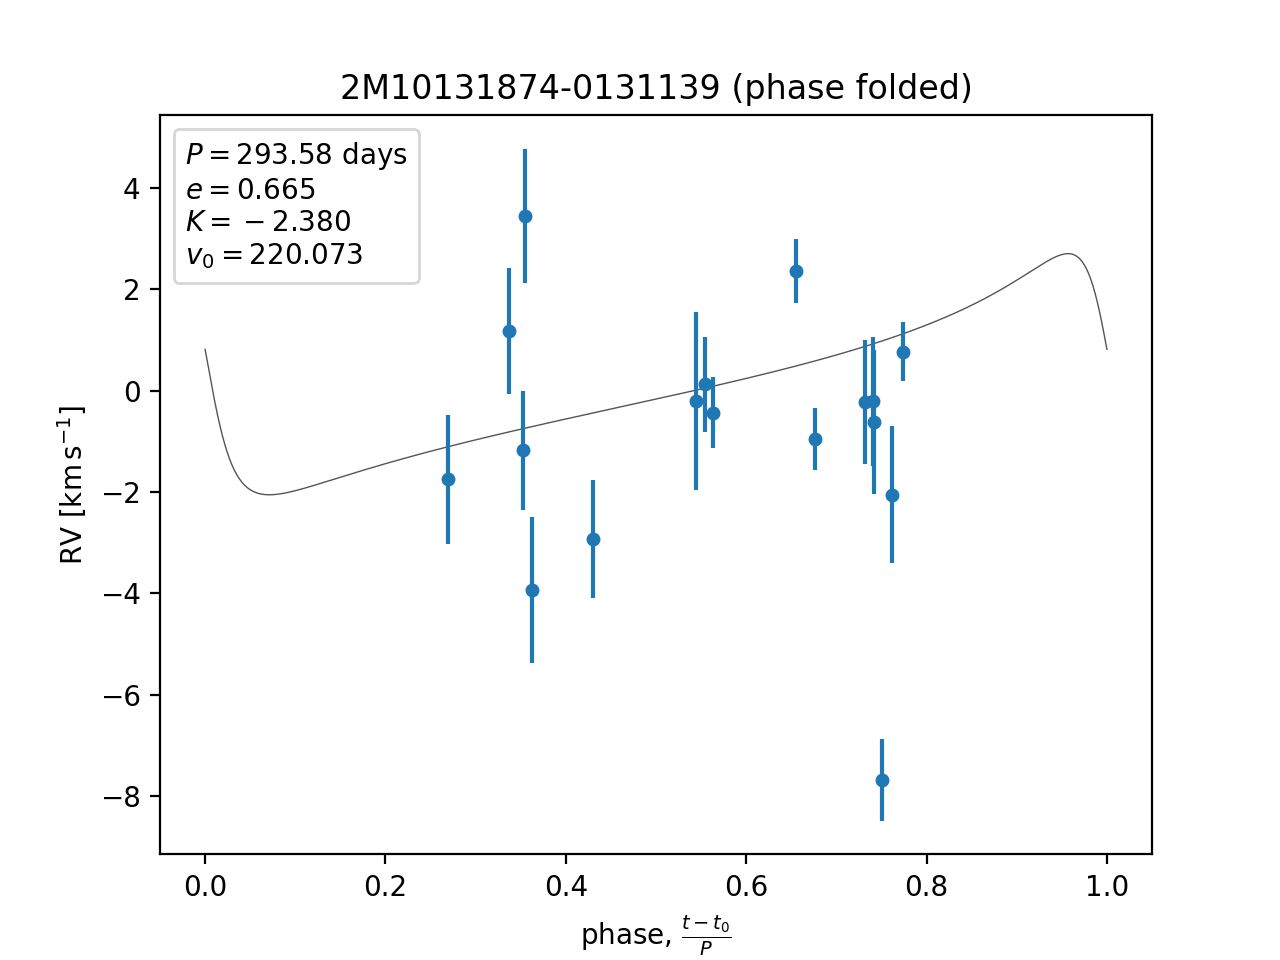 2M10131874-0131139 (phase folded)
P = 293.58 days
e = 0.665
K = −2.380
v₀ = 220.073
RV [km s⁻¹]
4
2
0
−2
−4
−6
−8
0.0 0.2 0.4 0.6 0.8 1.0
phase, (t − t₀)/P